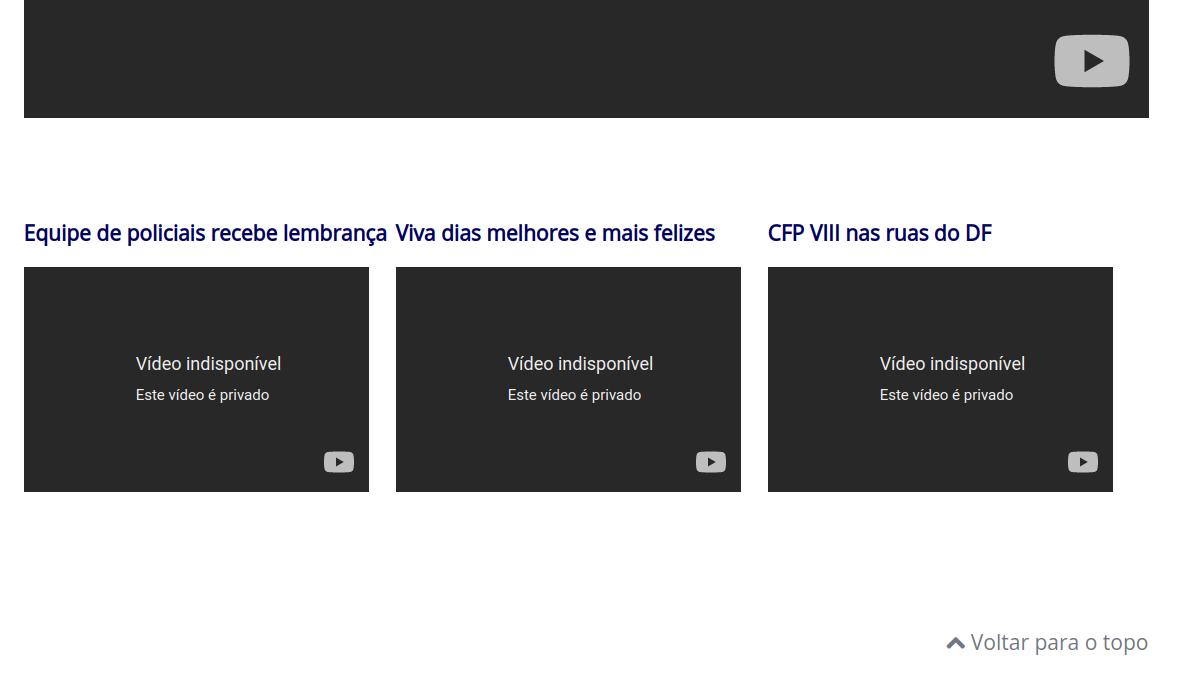 Equipe de policiais recebe lembrança
Viva dias melhores e mais felizes
CFP VIII nas ruas do DF
Vídeo indisponível
Este vídeo é privado
Vídeo indisponível
Este vídeo é privado
Vídeo indisponível
Este vídeo é privado
Voltar para o topo